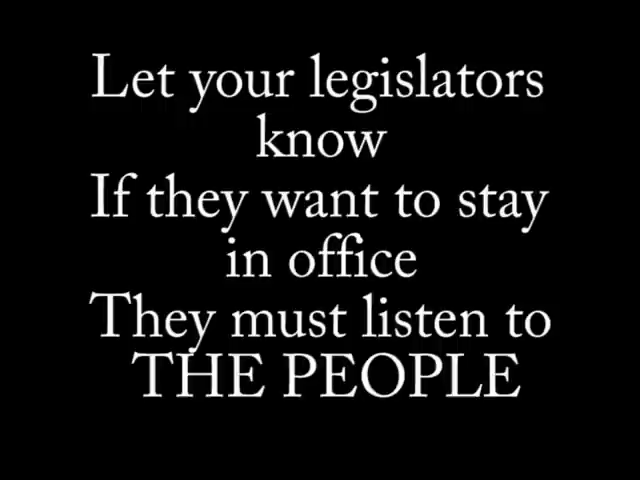 Let your legislators
know
If they want to stay
in office
They must listen to
THE PEOPLE